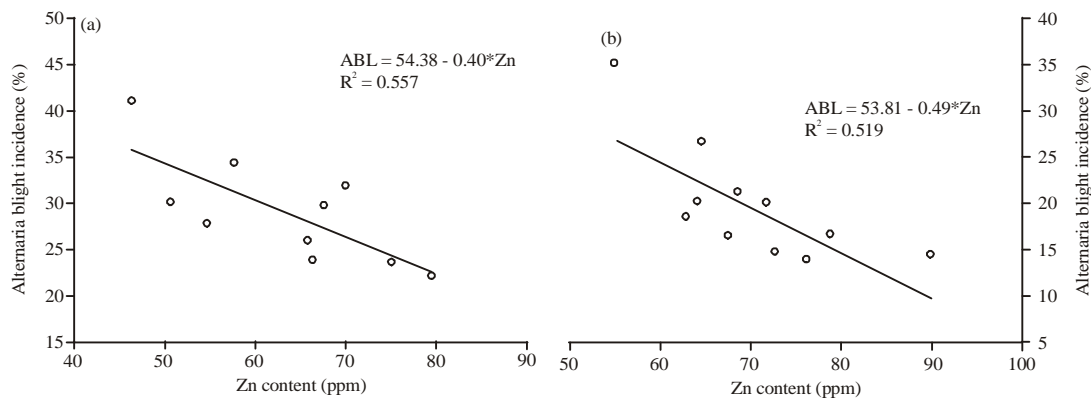 (a)
ABL = 54.38 - 0.40*Zn
R² = 0.557
Alternaria blight incidence (%)
50
45
40
35
30
25
20
15
40
50
60
70
80
90
Zn content (ppm)
(b)
ABL = 53.81 - 0.49*Zn
R² = 0.519
40
35
30
25
20
15
10
5
Alternaria blight incidence (%)
50
60
70
80
90
100
Zn content (ppm)